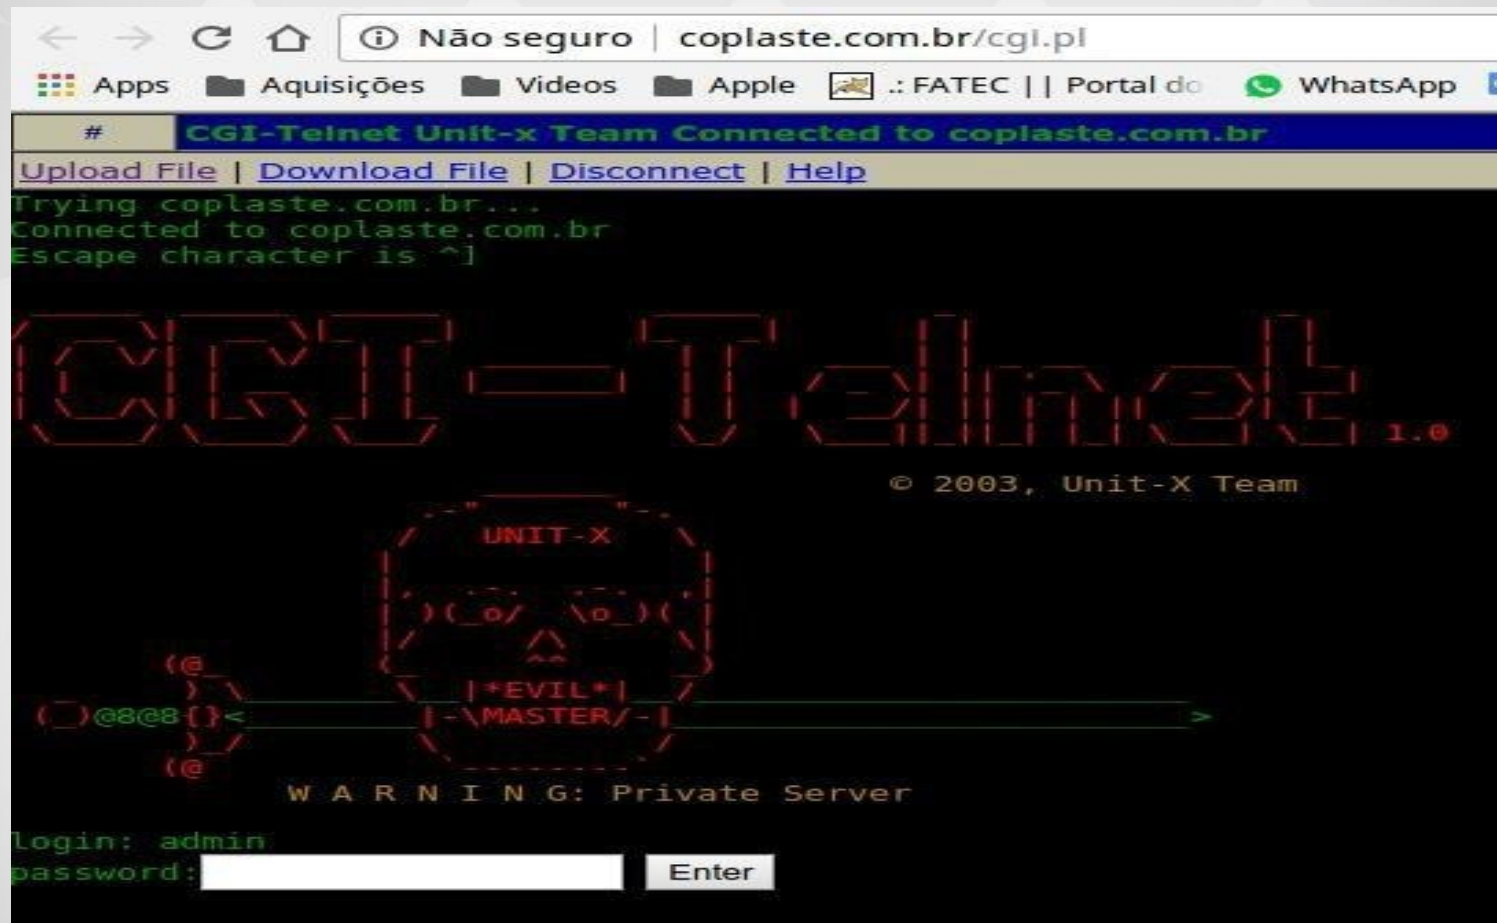 Não seguro | coplaste.com.br/cgi.pl
Apps Aquisições Videos Apple .: FATEC || Portal do WhatsApp
# CGI-Telnet Unit-x Team Connected to coplaste.com.br
Upload File | Download File | Disconnect | Help
Trying coplaste.com.br...
Connected to coplaste.com.br
Escape character is ^]
CGI-Telnet 1.0
© 2003, Unit-X Team
UNIT-X
*EVIL*
MASTER
W A R N I N G: Private Server
login: admin
password:
Enter